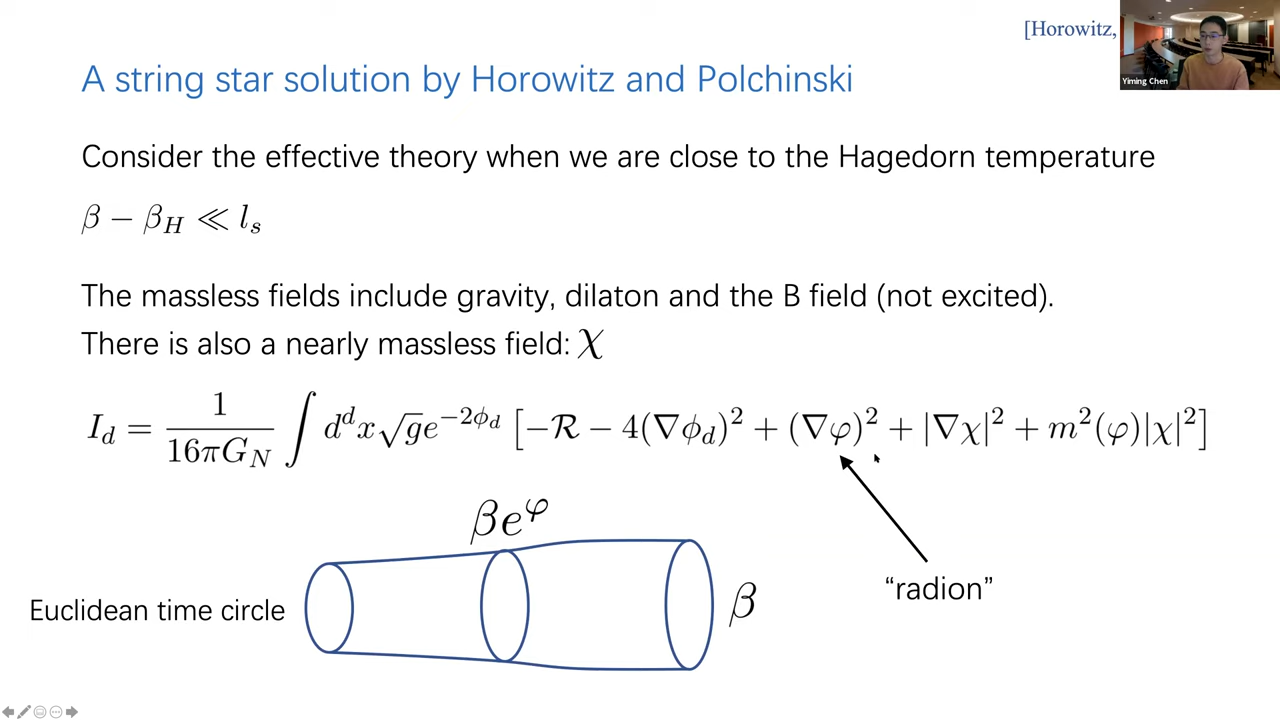 [Horowitz,
Yiming Chen
A string star solution by Horowitz and Polchinski
Consider the effective theory when we are close to the Hagedorn temperature
β − β_H ≪ l_s
The massless fields include gravity, dilaton and the B field (not excited).
There is also a nearly massless field: χ
I_d = \frac{1}{16πG_N} ∫ d^d x √g e^{−2ϕ_d} [−ℛ − 4(∇ϕ_d)^2 + (∇φ)^2 + |∇χ|^2 + m^2(φ)|χ|^2]
βe^φ
“radion”
Euclidean time circle
β